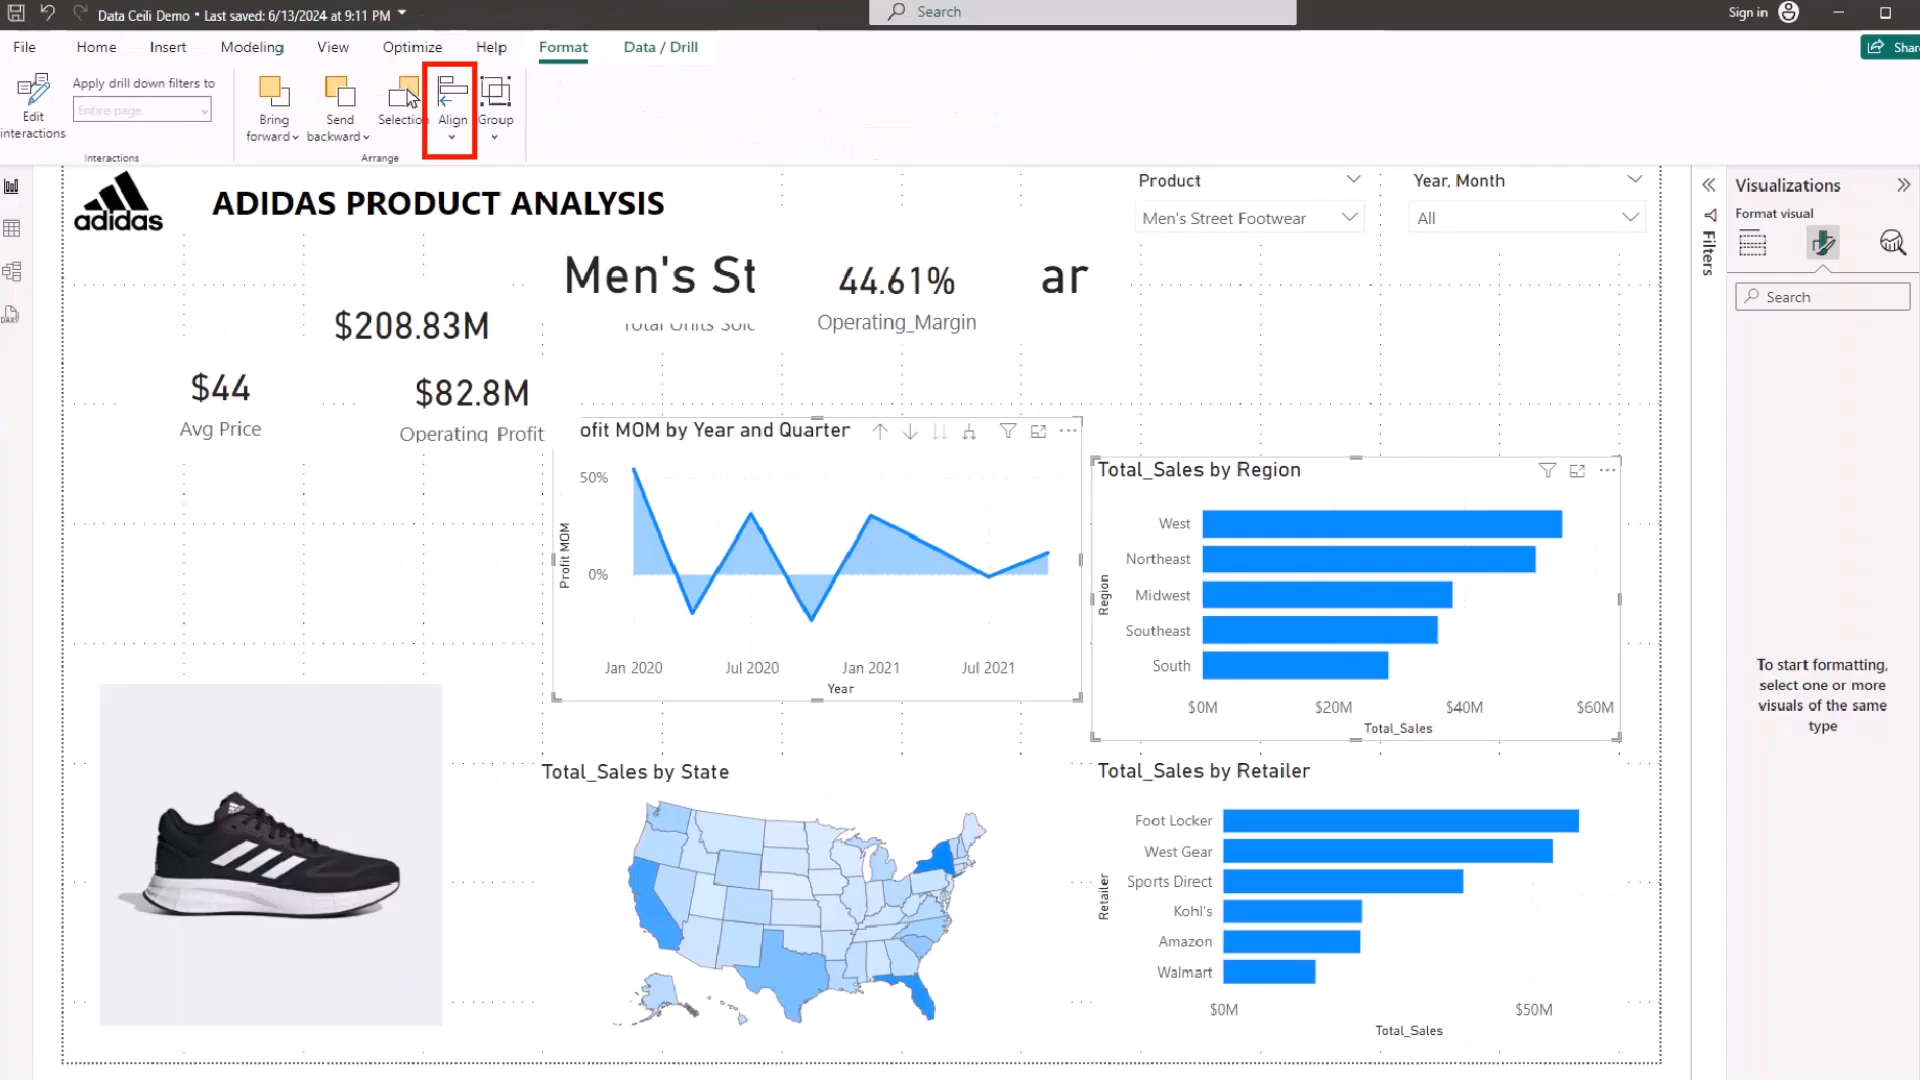 Data Ceili Demo • Last saved: 6/13/2024 at 9:11 PM
Search
Sign in
File
Home
Insert
Modeling
View
Optimize
Help
Format
Data / Drill
Share
Edit interactions
Apply drill down filters to
Entire page
Bring forward
Send backward
Selection
Align
Group
Interactions
Arrange
adidas
ADIDAS PRODUCT ANALYSIS
Product
Men's Street Footwear
Year, Month
All
Men's St
ar
44.61%
Operating_Margin
$208.83M
Total Units Solc
$44
Avg Price
$82.8M
Operating_Profit
ofit MOM by Year and Quarter
Profit MOM
50%
0%
Jan 2020
Jul 2020
Jan 2021
Jul 2021
Year
Total_Sales by Region
Region
West
Northeast
Midwest
Southeast
South
$0M
$20M
$40M
$60M
Total_Sales
Total_Sales by State
Total_Sales by Retailer
Retailer
Foot Locker
West Gear
Sports Direct
Kohl's
Amazon
Walmart
$0M
$50M
Total_Sales
Filters
Visualizations
Format visual
Search
To start formatting,
select one or more
visuals of the same
type